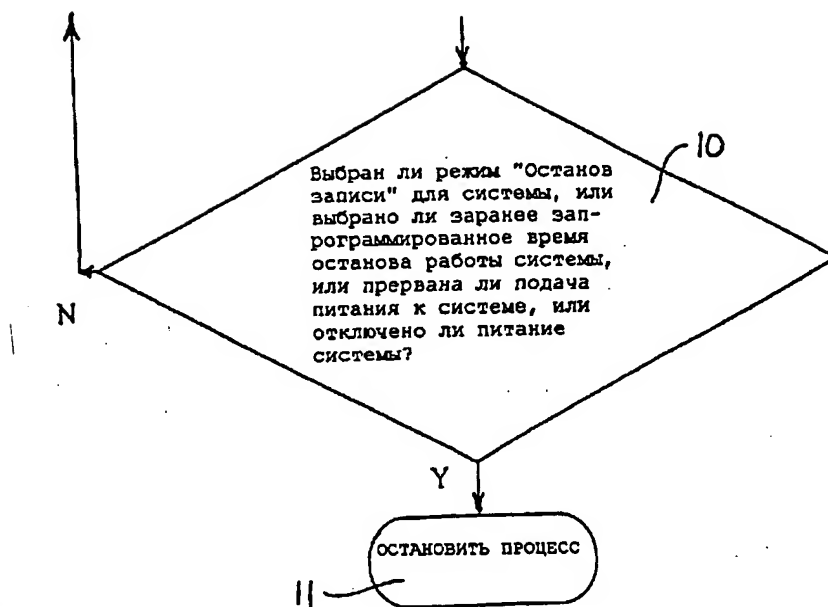 10
Выбран ли режим "Останов
записи" для системы, или
выбрано ли заранее зап-
рограммированное время
останова работы системы,
или прервана ли подача
питания к системе, или
отключено ли питание
системы?
N
Y
ОСТАНОВИТЬ ПРОЦЕСС
11